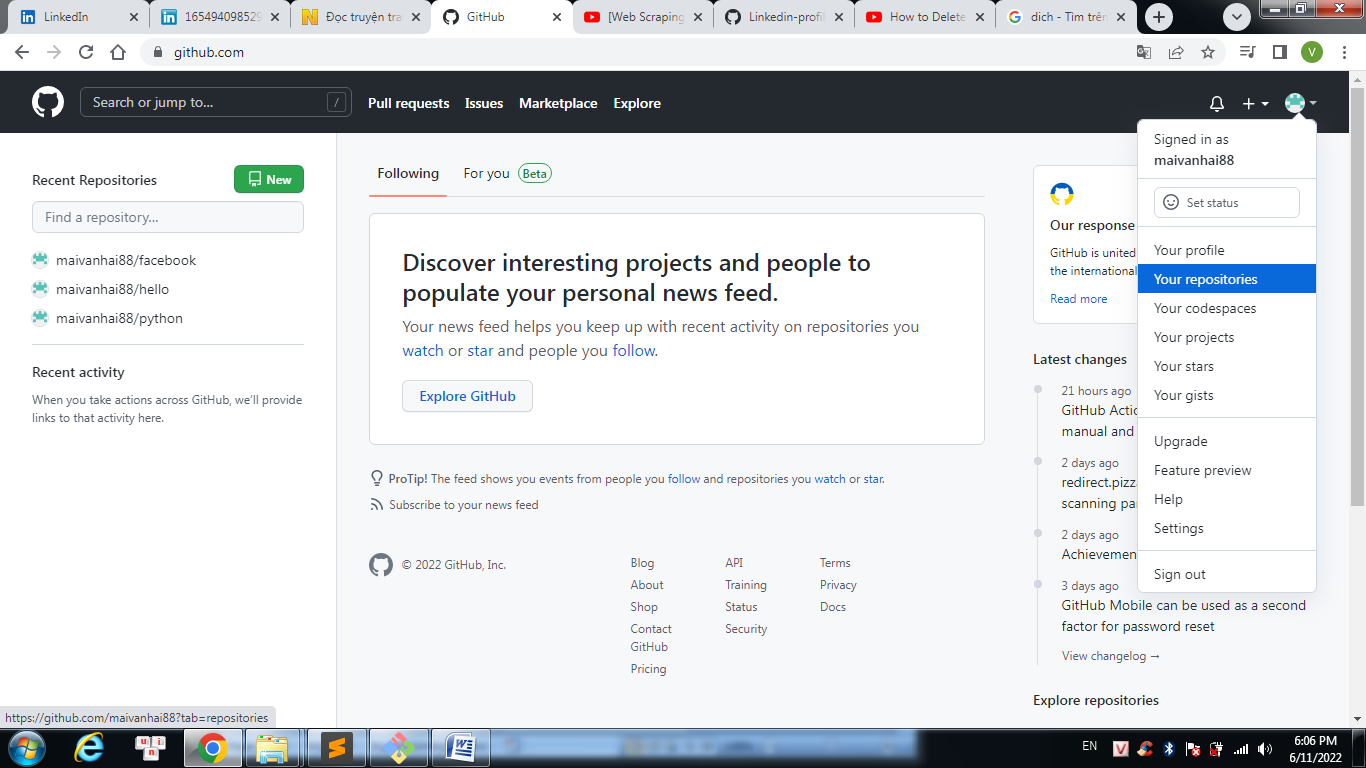 LinkedIn
165494098529
Đọc truyện tra
GitHub
[Web Scraping
Linkedin-profil
How to Delete
dich - Tìm trên
github.com
V
Search or jump to...
/
Pull requests
Issues
Marketplace
Explore
Signed in as
maivanhai88
Set status
Your profile
Your repositories
Your codespaces
Your projects
Your stars
Your gists
Upgrade
Feature preview
Help
Settings
Sign out
Recent Repositories
New
Find a repository…
maivanhai88/facebook
maivanhai88/hello
maivanhai88/python
Recent activity
When you take actions across GitHub, we'll provide
links to that activity here.
Following
For you
Beta
Discover interesting projects and people to
populate your personal news feed.
Your news feed helps you keep up with recent activity on repositories you
watch or star and people you follow.
Explore GitHub
ProTip! The feed shows you events from people you follow and repositories you watch or star.
Subscribe to your news feed
© 2022 GitHub, Inc.
Blog
About
Shop
Contact
GitHub
Pricing
API
Training
Status
Security
Terms
Privacy
Docs
Our response
GitHub is united
the international
Read more
Latest changes
21 hours ago
GitHub Actio
manual and
2 days ago
redirect.pizza
scanning par
2 days ago
Achievemen
3 days ago
GitHub Mobile can be used as a second
factor for password reset
View changelog →
Explore repositories
https://github.com/maivanhai88?tab=repositories
EN
6:06 PM
6/11/2022